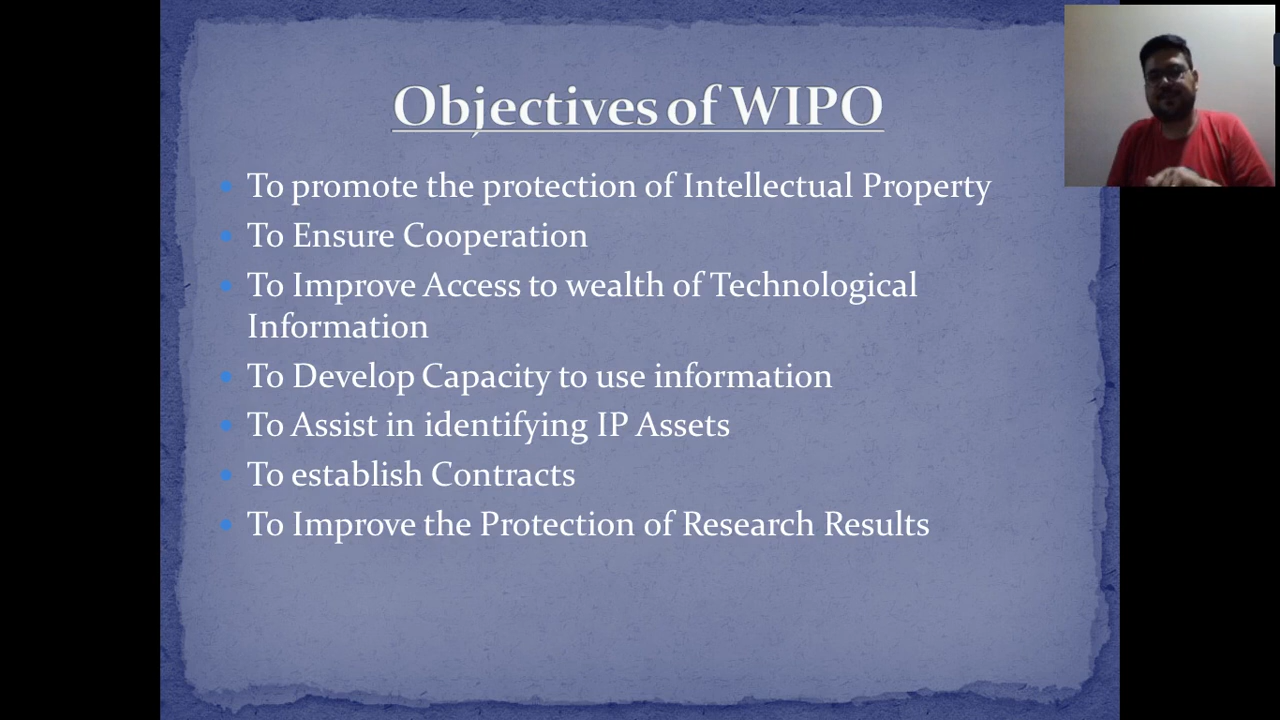 Objectives of WIPO
To promote the protection of Intellectual Property
To Ensure Cooperation
To Improve Access to wealth of Technological
Information
To Develop Capacity to use information
To Assist in identifying IP Assets
To establish Contracts
To Improve the Protection of Research Results